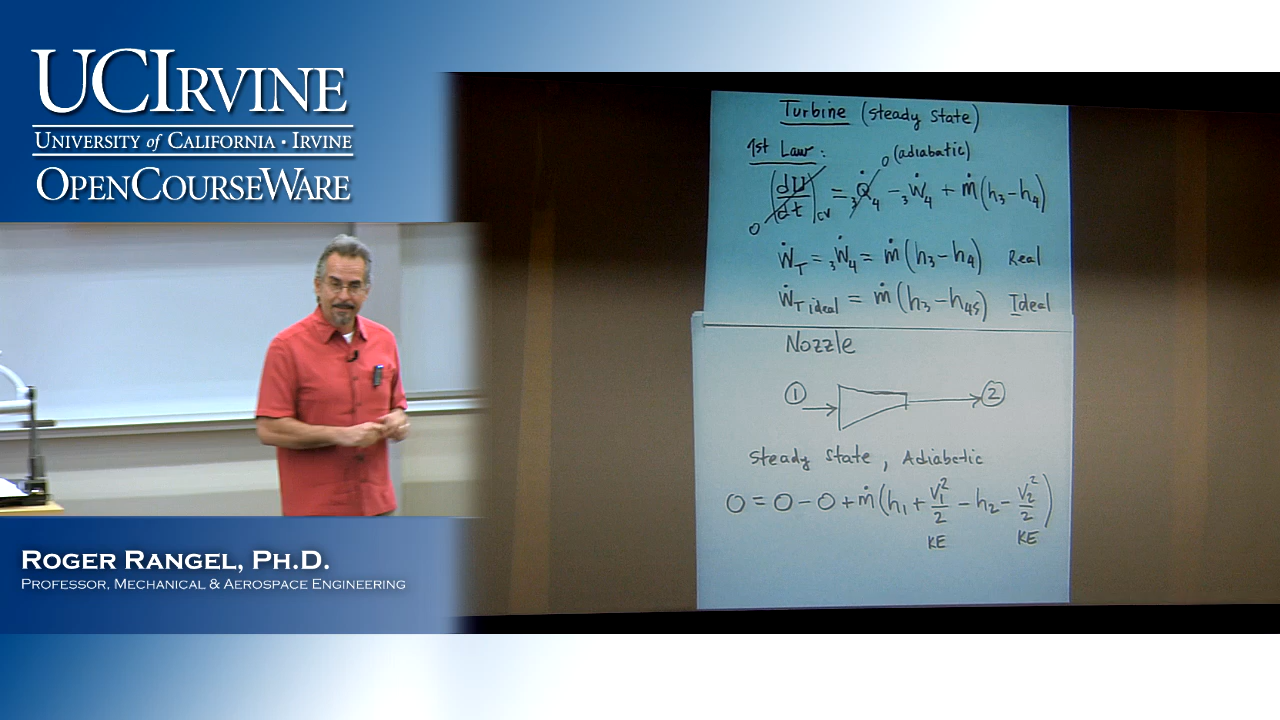 UCIRVINE
UNIVERSITY of CALIFORNIA · IRVINE
OPENCOURSEWARE
ROGER RANGEL, PH.D.
PROFESSOR, MECHANICAL & AEROSPACE ENGINEERING
Turbine (steady state)
1st Law:
0 (adiabatic)
(dU/dt)cv = ₃Q̇₄ - ₃Ẇ₄ + ṁ(h₃-h₄)
0
ẆT = ₃Ẇ₄ = ṁ(h₃-h₄) Real
ẆT ideal = ṁ(h₃-h₄s) Ideal
Nozzle
① ②
Steady State, Adiabatic
0 = 0 - 0 + ṁ(h₁ + V₁²/2 - h₂ - V₂²/2)
KE KE